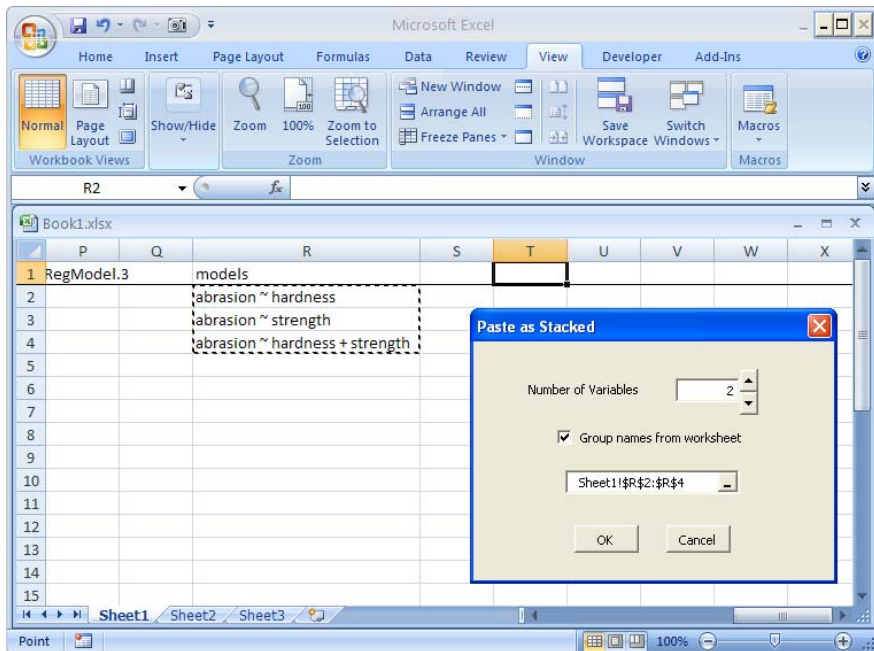 Microsoft Excel
Home Insert Page Layout Formulas Data Review View Developer Add-Ins
Normal
Page Layout
Workbook Views
Show/Hide
Zoom
100
100%
Zoom to Selection
Zoom
New Window
Arrange All
Freeze Panes
Save Workspace
Switch Windows
Window
Macros
Macros
R2 fx
Book1.xlsx
P Q R S T U V W X
1 RegModel.3 models
2 abrasion ~ hardness
3 abrasion ~ strength
4 abrasion ~ hardness + strength
5
6
7
8
9
10
11
12
13
14
15
Paste as Stacked
Number of Variables 2
Group names from worksheet
Sheet1!$R$2:$R$4
OK Cancel
Sheet1 Sheet2 Sheet3
Point 100%